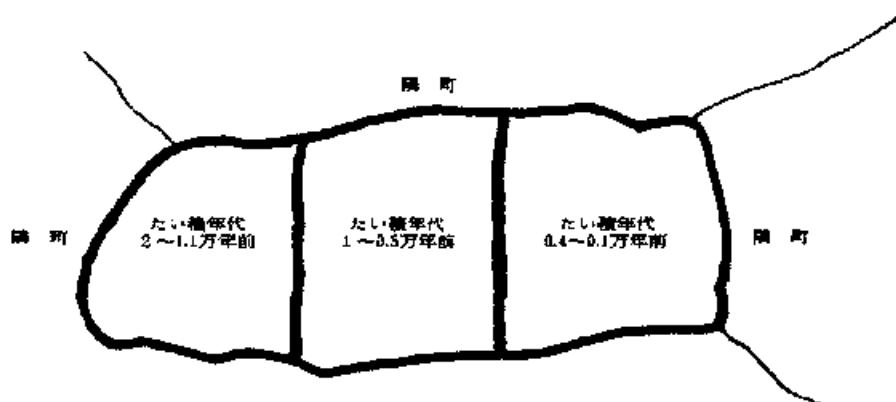 隣町
隣町
たい積年代
2～1.1万年前
たい積年代
1～0.5万年前
たい積年代
0.4～0.1万年前
隣町